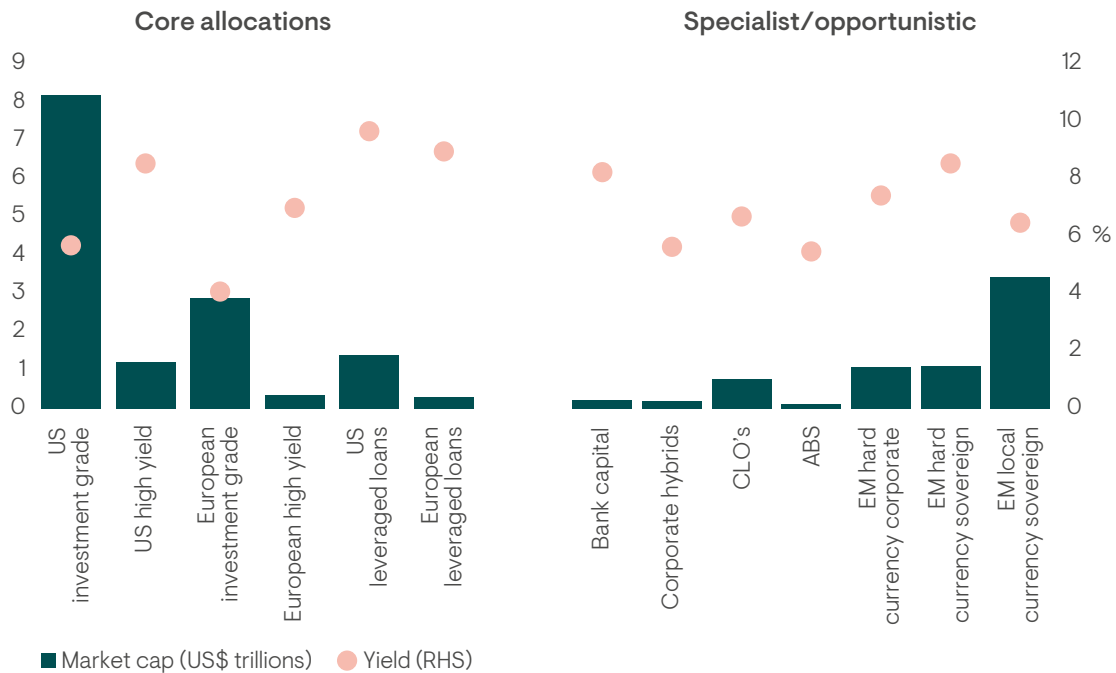 Core allocations
Specialist/opportunistic
9
8
7
6
5
4
3
2
1
0
12
10
8
6 %
4
2
0
US
investment grade
US high yield
European
investment grade
European high yield
US
leveraged loans
European
leveraged loans
Bank capital
Corporate hybrids
CLO's
ABS
EM hard
currency corporate
EM hard
currency sovereign
EM local
currency sovereign
Market cap (US$ trillions)
Yield (RHS)